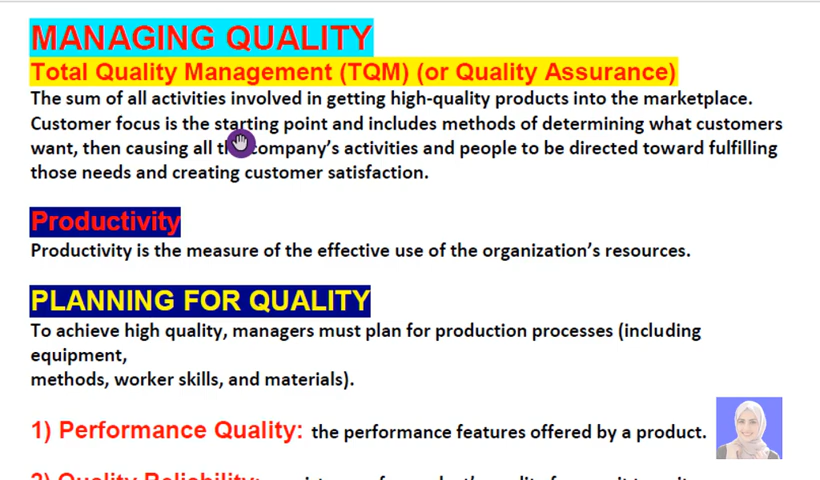 MANAGING QUALITY
Total Quality Management (TQM) (or Quality Assurance)
The sum of all activities involved in getting high-quality products into the marketplace.
Customer focus is the starting point and includes methods of determining what customers
want, then causing all the company's activities and people to be directed toward fulfilling
those needs and creating customer satisfaction.
Productivity
Productivity is the measure of the effective use of the organization's resources.
PLANNING FOR QUALITY
To achieve high quality, managers must plan for production processes (including
equipment,
methods, worker skills, and materials).
1) Performance Quality: the performance features offered by a product.
2) Quality Reliability: